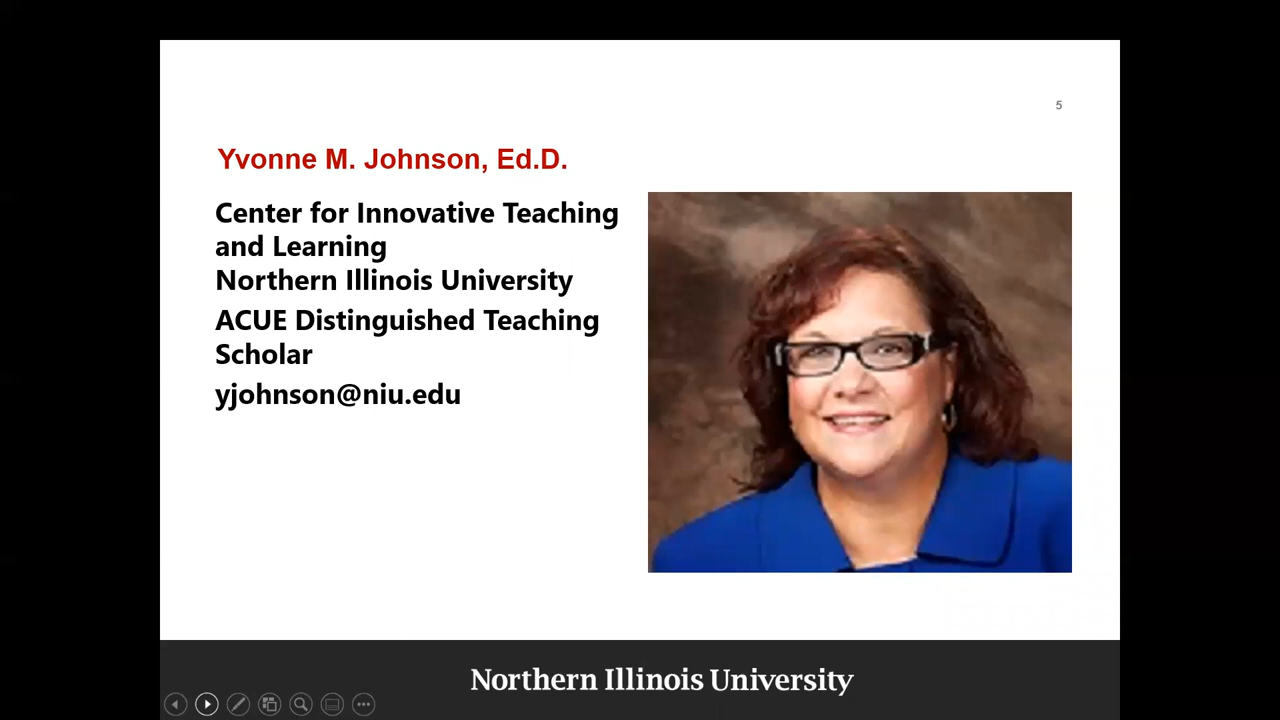 5
Yvonne M. Johnson, Ed.D.
Center for Innovative Teaching
and Learning
Northern Illinois University
ACUE Distinguished Teaching
Scholar
yjohnson@niu.edu
Northern Illinois University